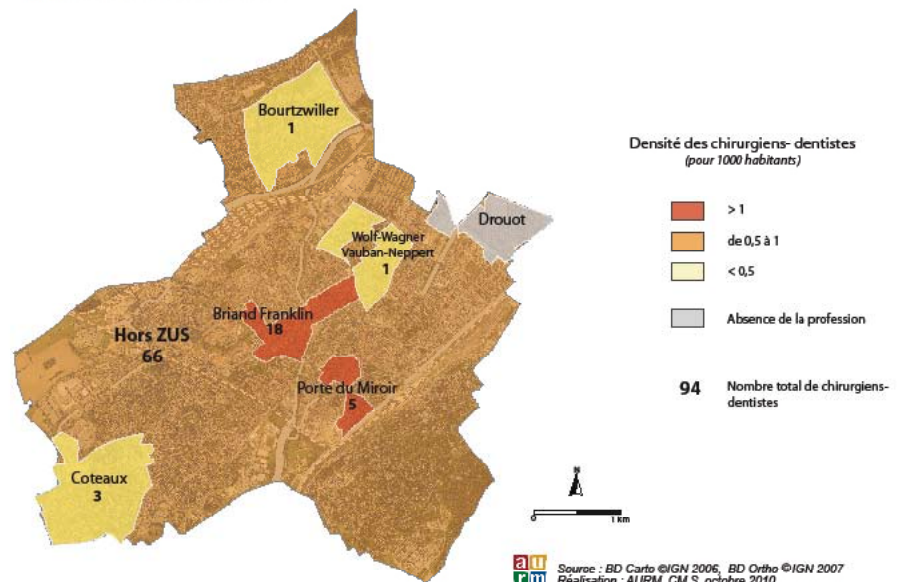 Bourtzwiller
1
Drouot
Wolf-Wagner
Vauban-Neppert
1
Briand Franklin
18
Hors ZUS
66
Porte du Miroir
5
Coteaux
3
Densité des chirurgiens- dentistes
(pour 1000 habitants)
> 1
de 0,5 à 1
< 0,5
Absence de la profession
94 Nombre total de chirurgiens-
dentistes
N
0 1 km
au
rm
Source : BD Carto ©IGN 2006, BD Ortho ©IGN 2007
Réalisation : AURM, CM.S, octobre 2010